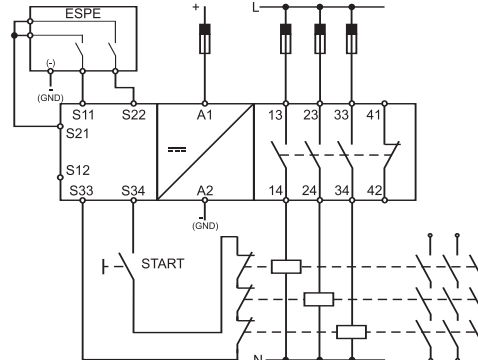 ESPE
+
L
(-)
-
(GND)
S11 S22 A1 13 23 33 41
S21
S12
S33 S34 A2 14 24 34 42
-
(GND)
START
N